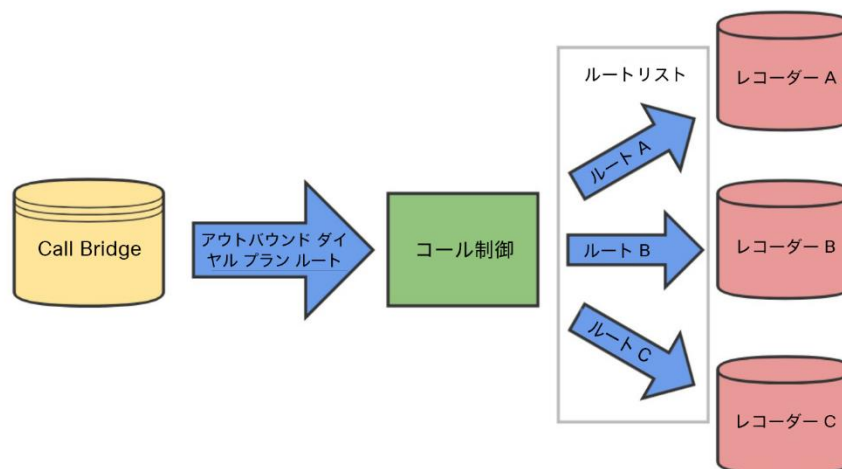 Call Bridge
アウトバウンド ダイ
ヤル プラン ルート
コール制御
ルートリスト
ルート A
ルート B
ルート C
レコーダー A
レコーダー B
レコーダー C